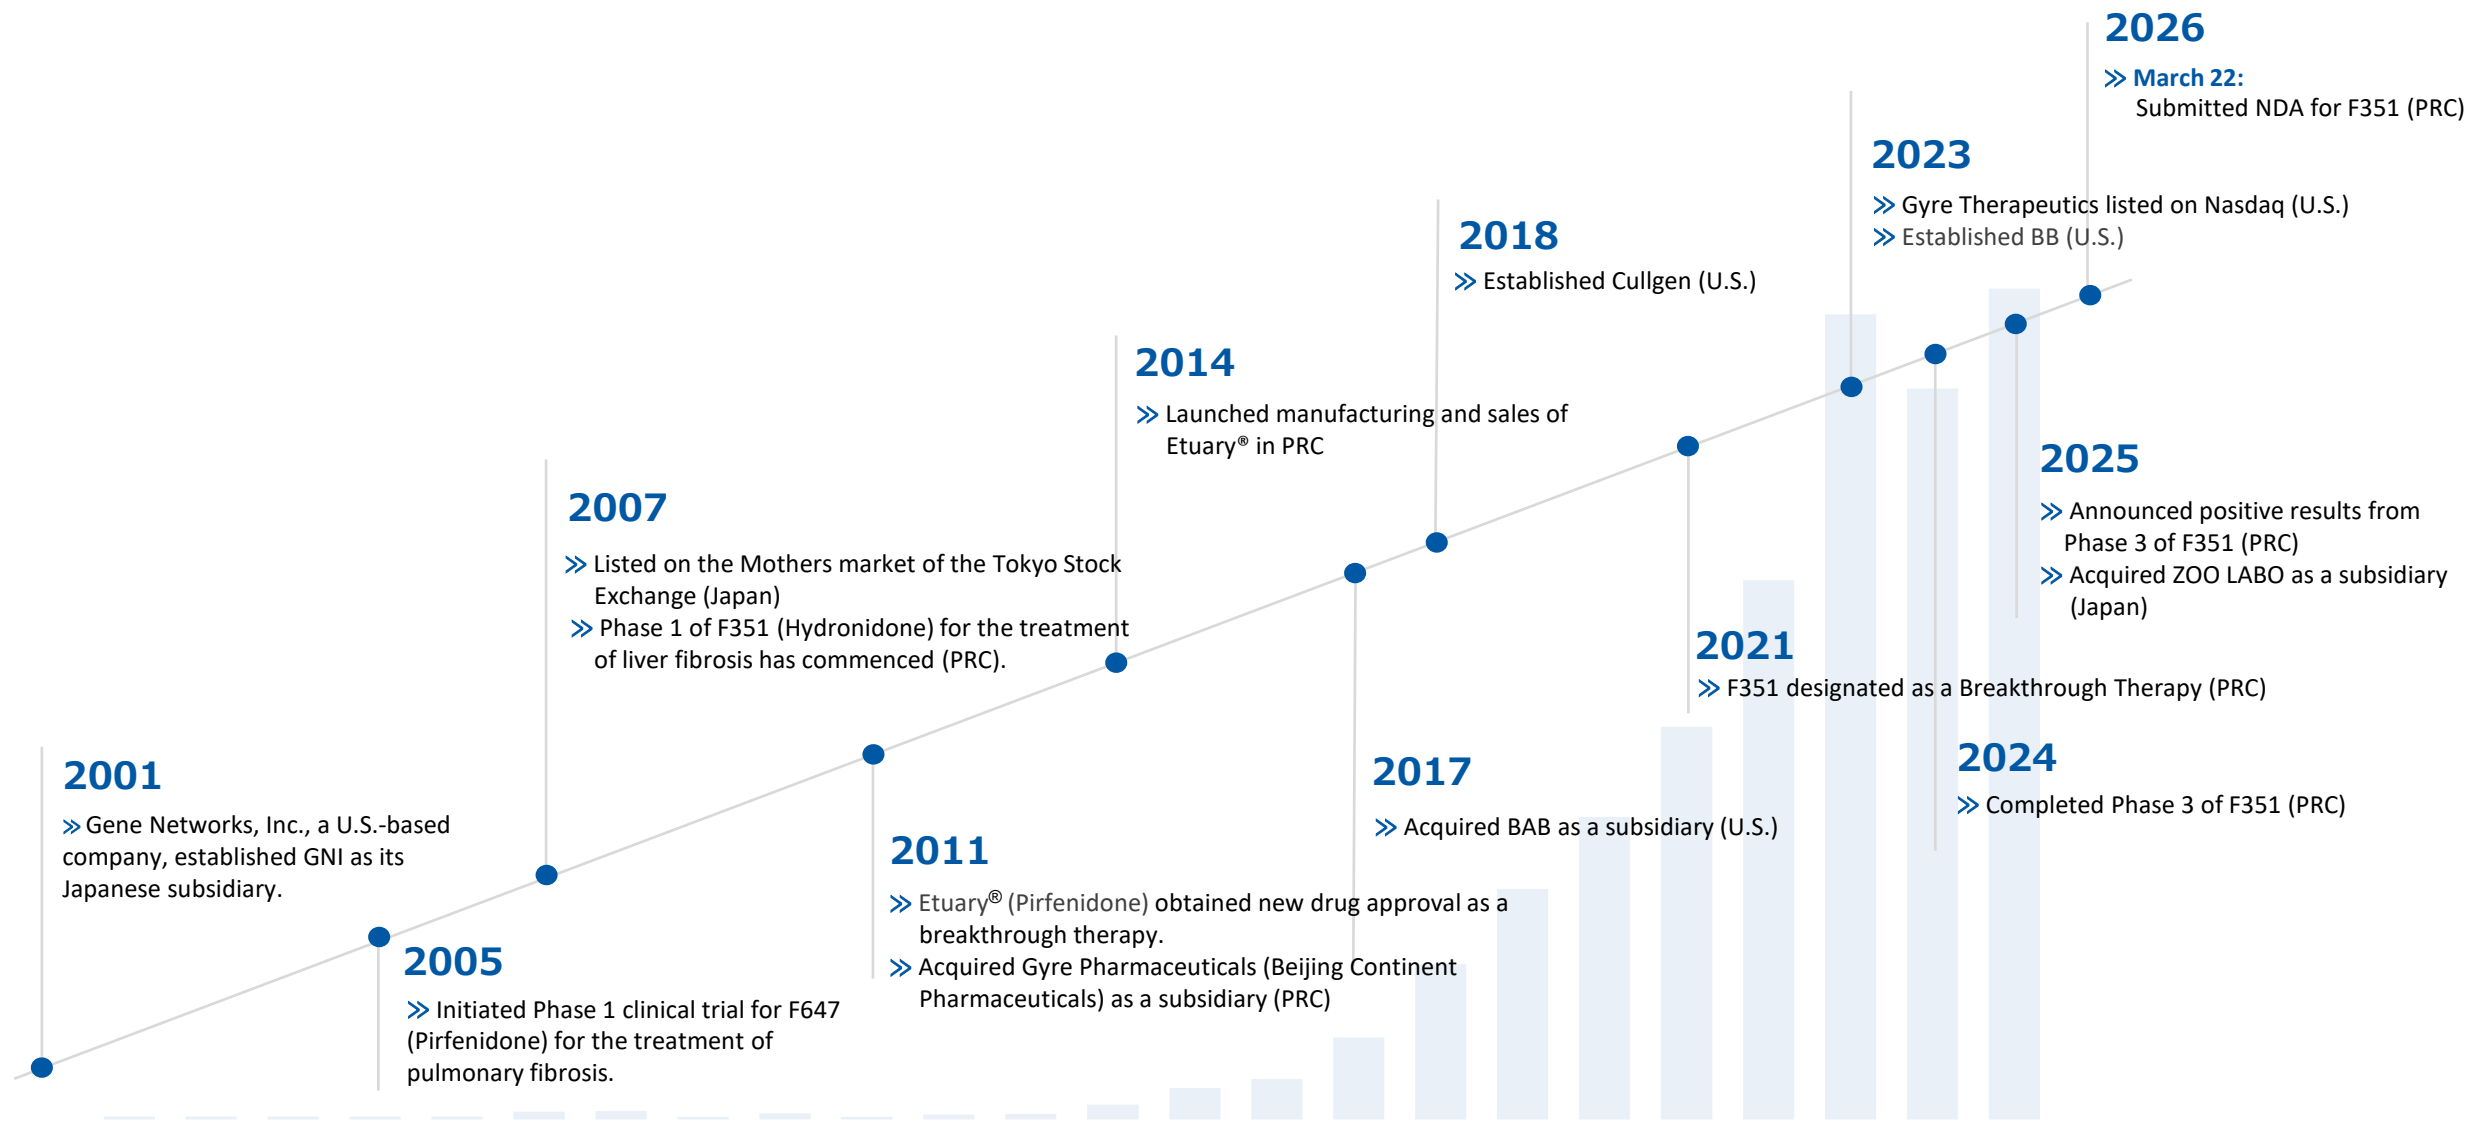 2001
» Gene Networks, Inc., a U.S.-based
company, established GNI as its
Japanese subsidiary.
2005
» Initiated Phase 1 clinical trial for F647
(Pirfenidone) for the treatment of
pulmonary fibrosis.
2007
» Listed on the Mothers market of the Tokyo Stock
Exchange (Japan)
» Phase 1 of F351 (Hydronidone) for the treatment
of liver fibrosis has commenced (PRC).
2011
» Etuary® (Pirfenidone) obtained new drug approval as a
breakthrough therapy.
» Acquired Gyre Pharmaceuticals (Beijing Continent
Pharmaceuticals) as a subsidiary (PRC)
2014
» Launched manufacturing and sales of
Etuary® in PRC
2017
» Acquired BAB as a subsidiary (U.S.)
2018
» Established Cullgen (U.S.)
2021
» F351 designated as a Breakthrough Therapy (PRC)
2023
» Gyre Therapeutics listed on Nasdaq (U.S.)
» Established BB (U.S.)
2024
» Completed Phase 3 of F351 (PRC)
2025
» Announced positive results from
Phase 3 of F351 (PRC)
» Acquired ZOO LABO as a subsidiary
(Japan)
2026
» March 22:
Submitted NDA for F351 (PRC)